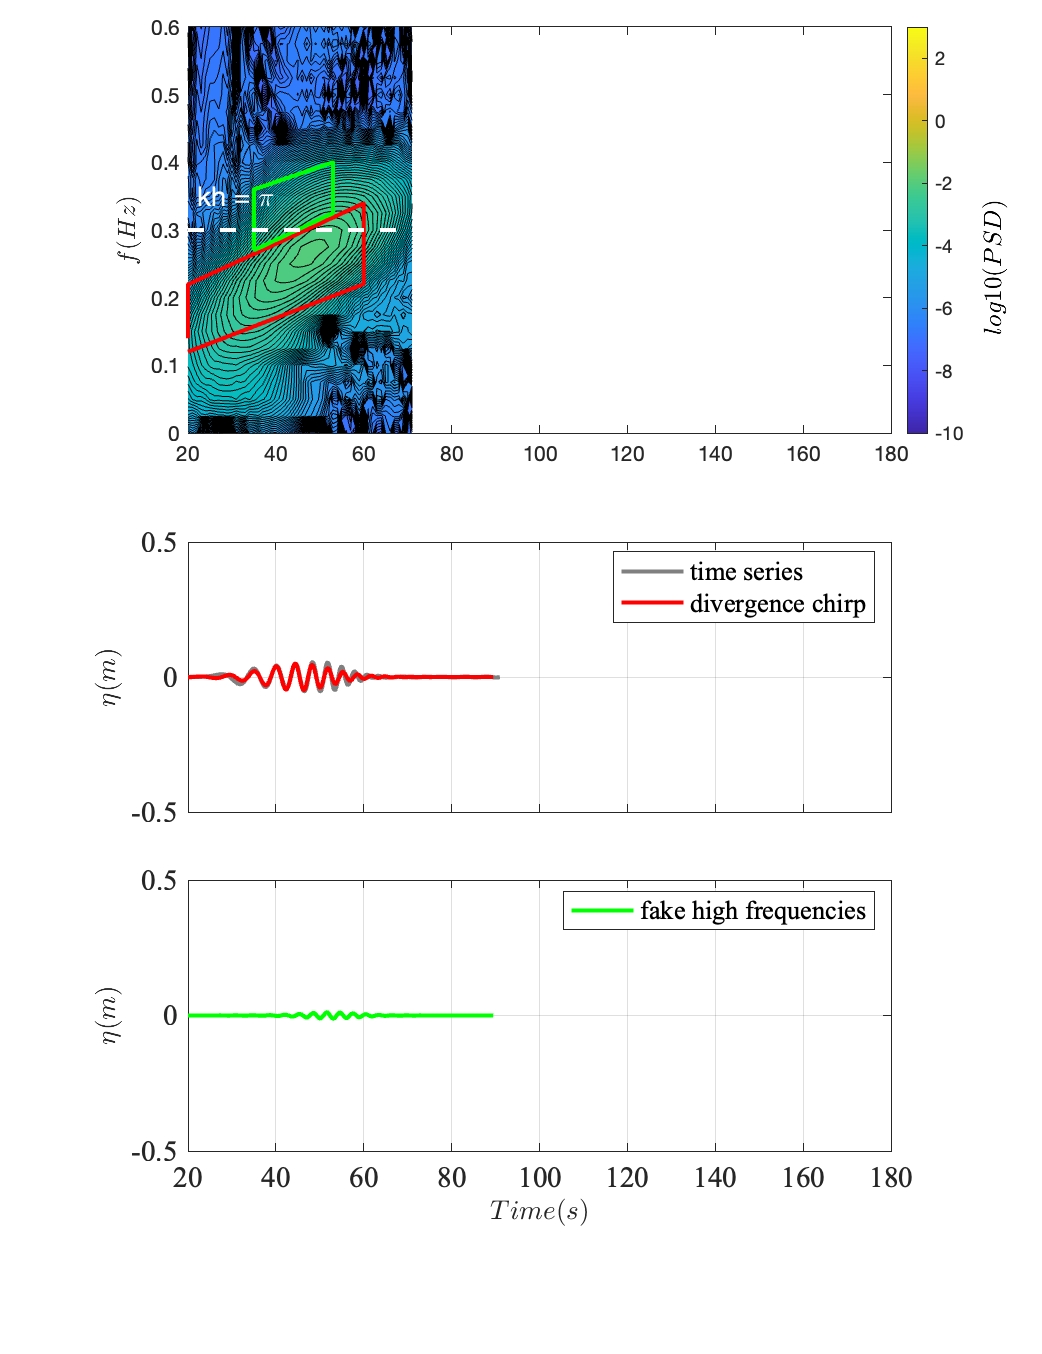 0.6
0.5
0.4
0.3
0.2
0.1
0
f(Hz)
kh = π
20 40 60 80 100 120 140 160 180
2
0
-2
-4
-6
-8
-10
log10(PSD)
0.5
0
-0.5
η(m)
time series
divergence chirp
0.5
0
-0.5
η(m)
fake high frequencies
20 40 60 80 100 120 140 160 180
Time(s)